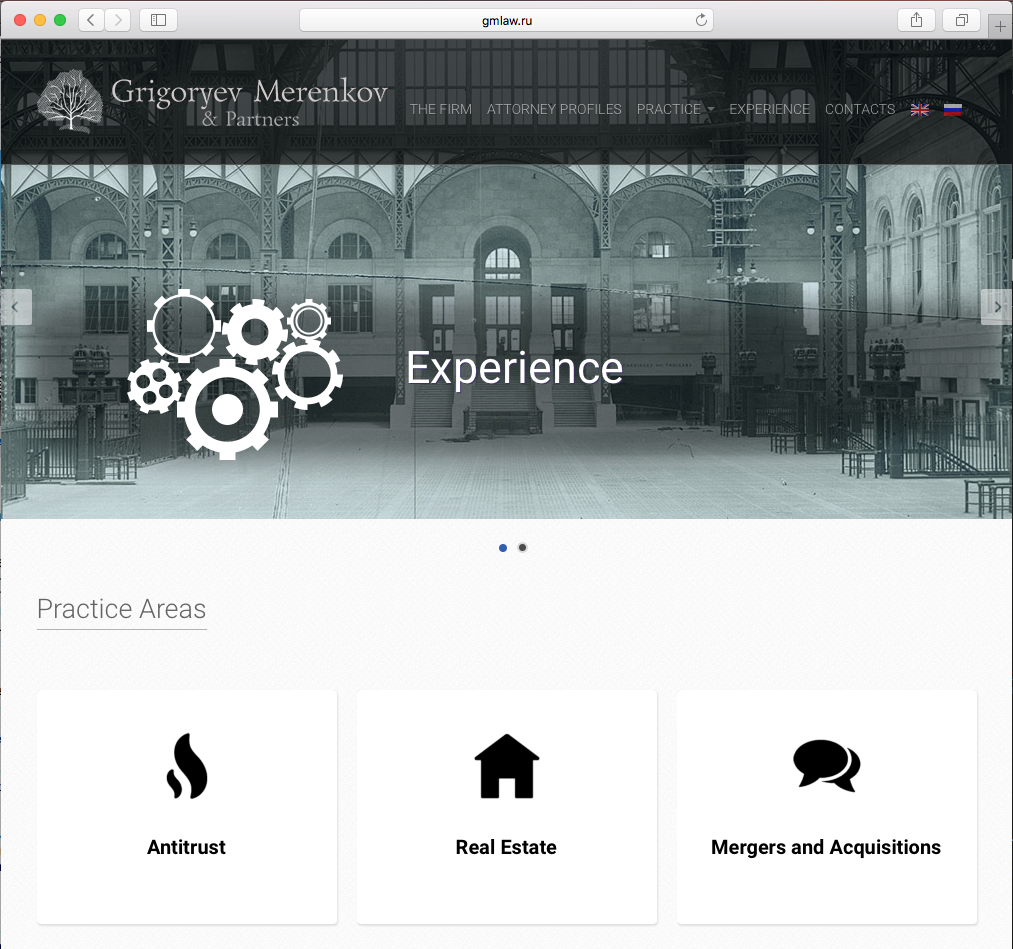 gmlaw.ru
Grigoryev Merenkov
& Partners
THE FIRM ATTORNEY PROFILES PRACTICE EXPERIENCE CONTACTS
Experience
Practice Areas
Antitrust
Real Estate
Mergers and Acquisitions